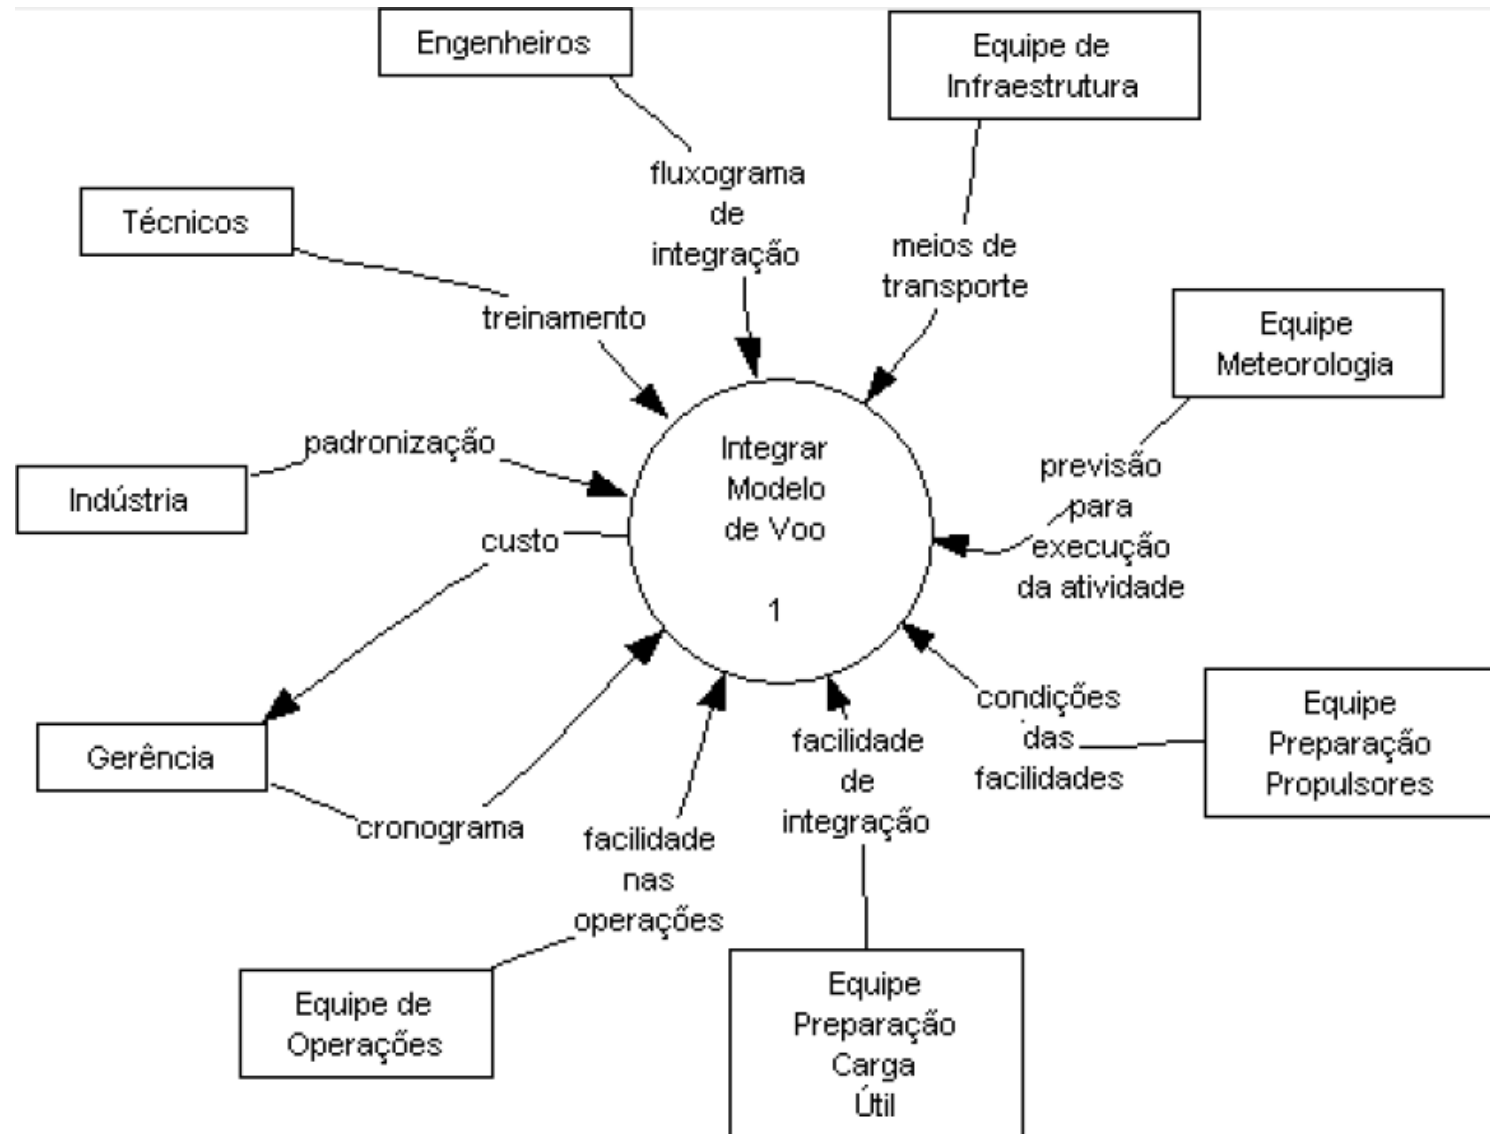 Engenheiros
Equipe de
Infraestrutura
fluxograma
de
integração
Técnicos
meios de
transporte
treinamento
Equipe
Meteorologia
padronização
Indústria
Integrar
Modelo
de Voo
1
previsão
para
execução
da atividade
custo
Gerência
cronograma
condições
das
facilidades
Equipe
Preparação
Propulsores
facilidade
de
integração
facilidade
nas
operações
Equipe de
Operações
Equipe
Preparação
Carga
Útil